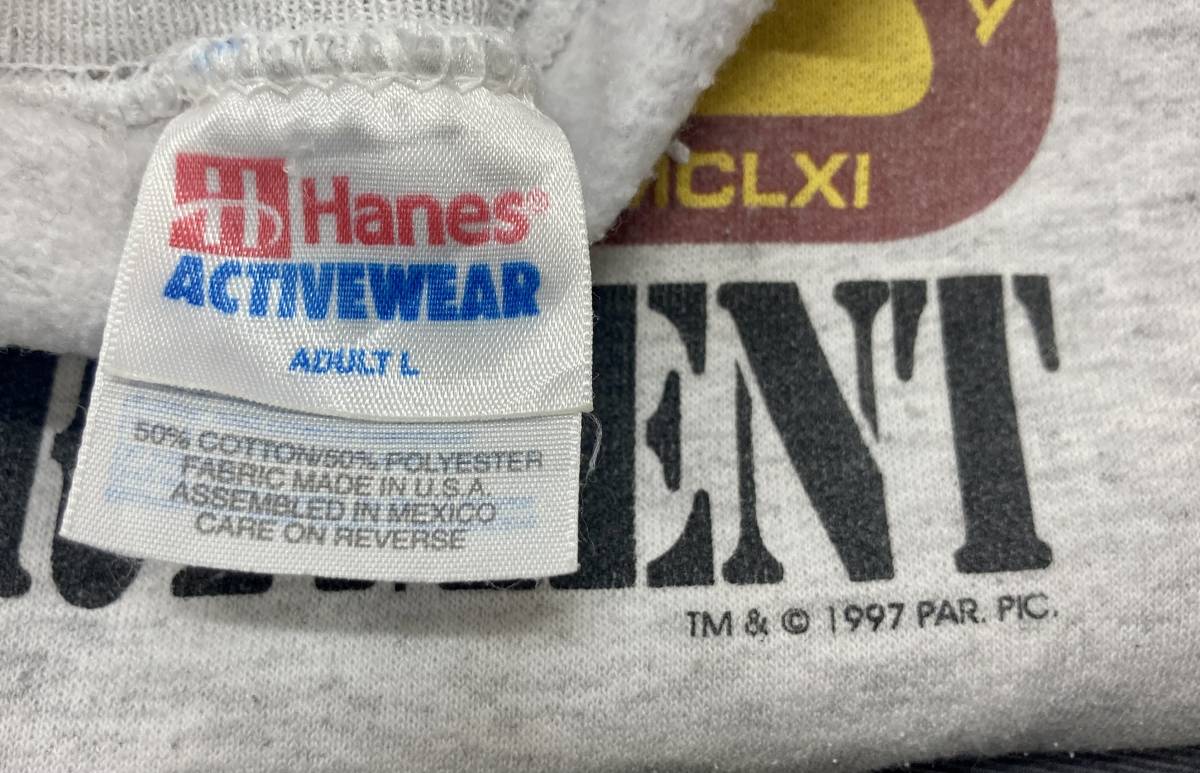 Hanes®
ACTIVEWEAR
ADULT L
50% COTTON/50% POLYESTER
FABRIC MADE IN U.S.A.
ASSEMBLED IN MEXICO
CARE ON REVERSE
CLXI
ENT
TM & © 1997 PAR. PIC.